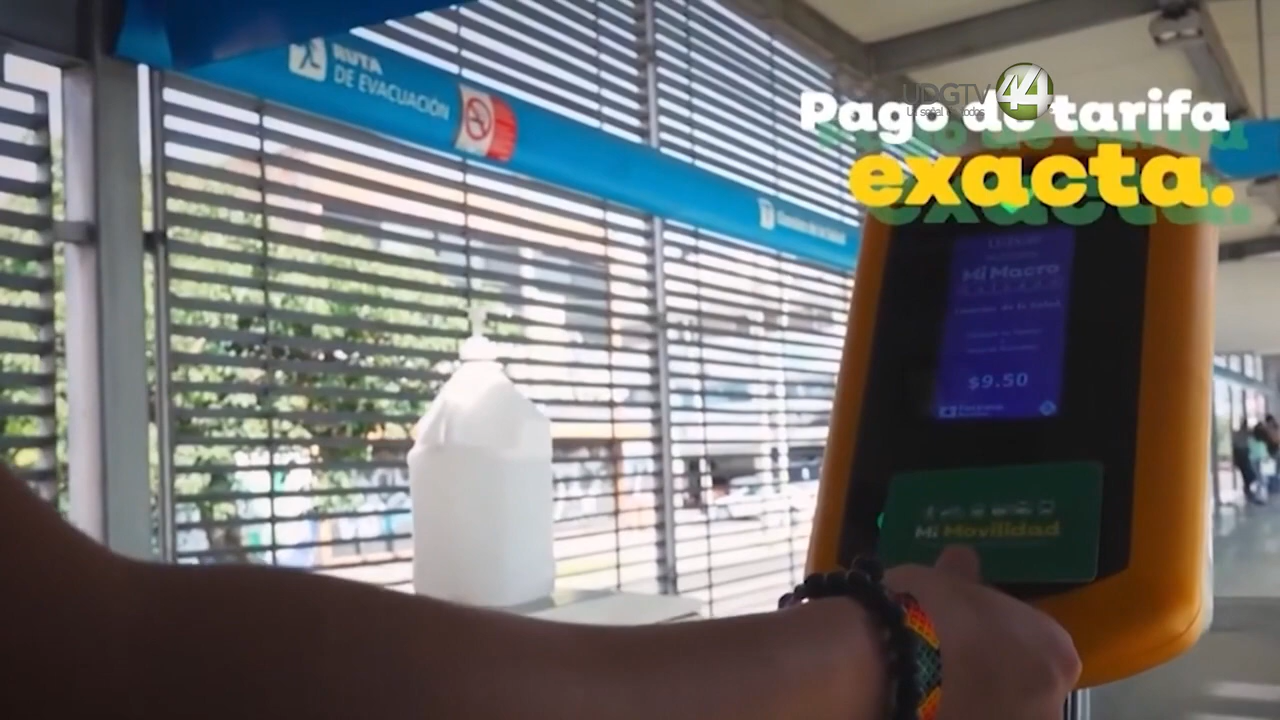 RUTA
DE EVACUACIÓN
UDGTV 44
Pago de tarifa
exacta.
Mi Macro
$9.50
Mi Movilidad